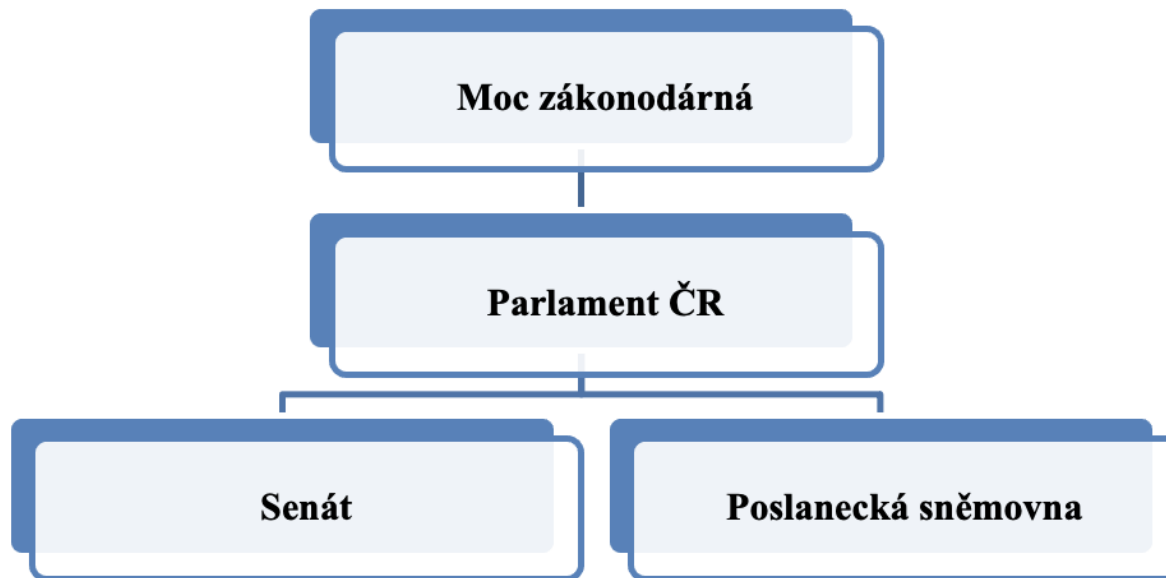 Moc zákonodárná
Parlament ČR
Senát
Poslanecká sněmovna